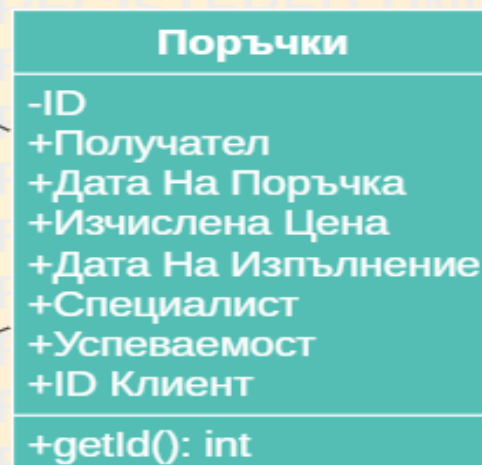 Поръчки
-ID
+Получател
+Дата На Поръчка
+Изчислена Цена
+Дата На Изпълнение
+Специалист
+Успеваемост
+ID Клиент
+getId(): int